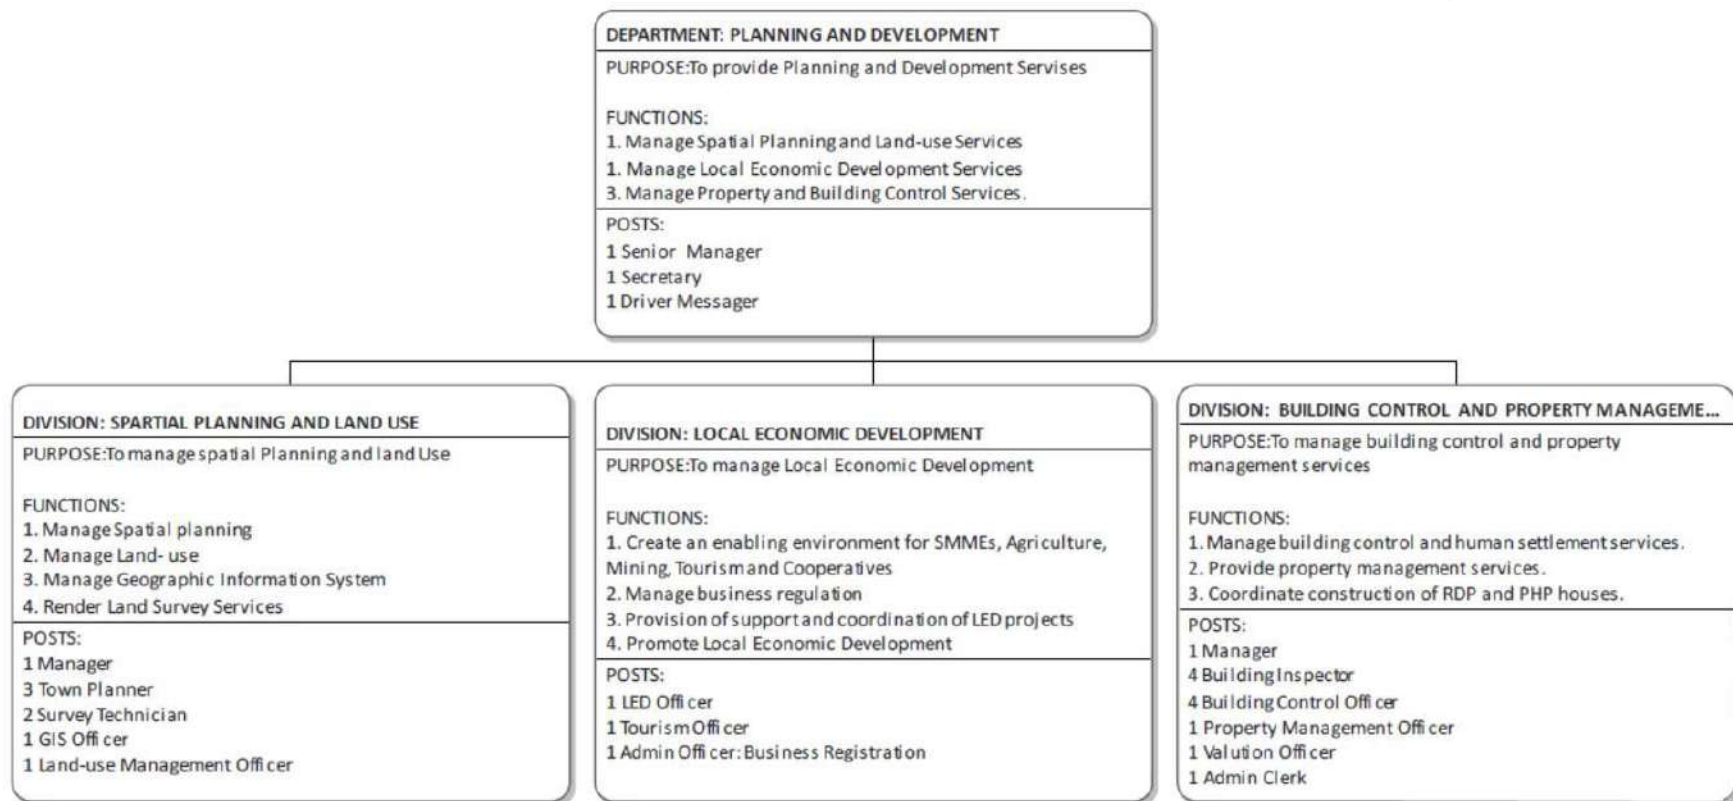 DEPARTMENT: PLANNING AND DEVELOPMENT
PURPOSE:To provide Planning and Development Servises
FUNCTIONS:
1. Manage Spatial Planning and Land-use Services
1. Manage Local Economic Development Services
3. Manage Property and Building Control Services.
POSTS:
1 Senior Manager
1 Secretary
1 Driver Messager
DIVISION: SPARTIAL PLANNING AND LAND USE
PURPOSE:To manage spatial Planning and land Use
FUNCTIONS:
1. Manage Spatial planning
2. Manage Land- use
3. Manage Geographic Information System
4. Render Land Survey Services
POSTS:
1 Manager
3 Town Planner
2 Survey Technician
1 GIS Officer
1 Land-use Management Officer
DIVISION: LOCAL ECONOMIC DEVELOPMENT
PURPOSE:To manage Local Economic Development
FUNCTIONS:
1. Create an enabling environment for SMMEs, Agriculture,
Mining, Tourism and Cooperatives
2. Manage business regulation
3. Provision of support and coordination of LED projects
4. Promote Local Economic Development
POSTS:
1 LED Officer
1 Tourism Officer
1 Admin Officer: Business Registration
DIVISION: BUILDING CONTROL AND PROPERTY MANAGEME...
PURPOSE:To manage building control and property
management services
FUNCTIONS:
1. Manage building control and human settlement services.
2. Provide property management services.
3. Coordinate construction of RDP and PHP houses.
POSTS:
1 Manager
4 Building Inspector
4 Building Control Officer
1 Property Management Officer
1 Valution Officer
1 Admin Clerk